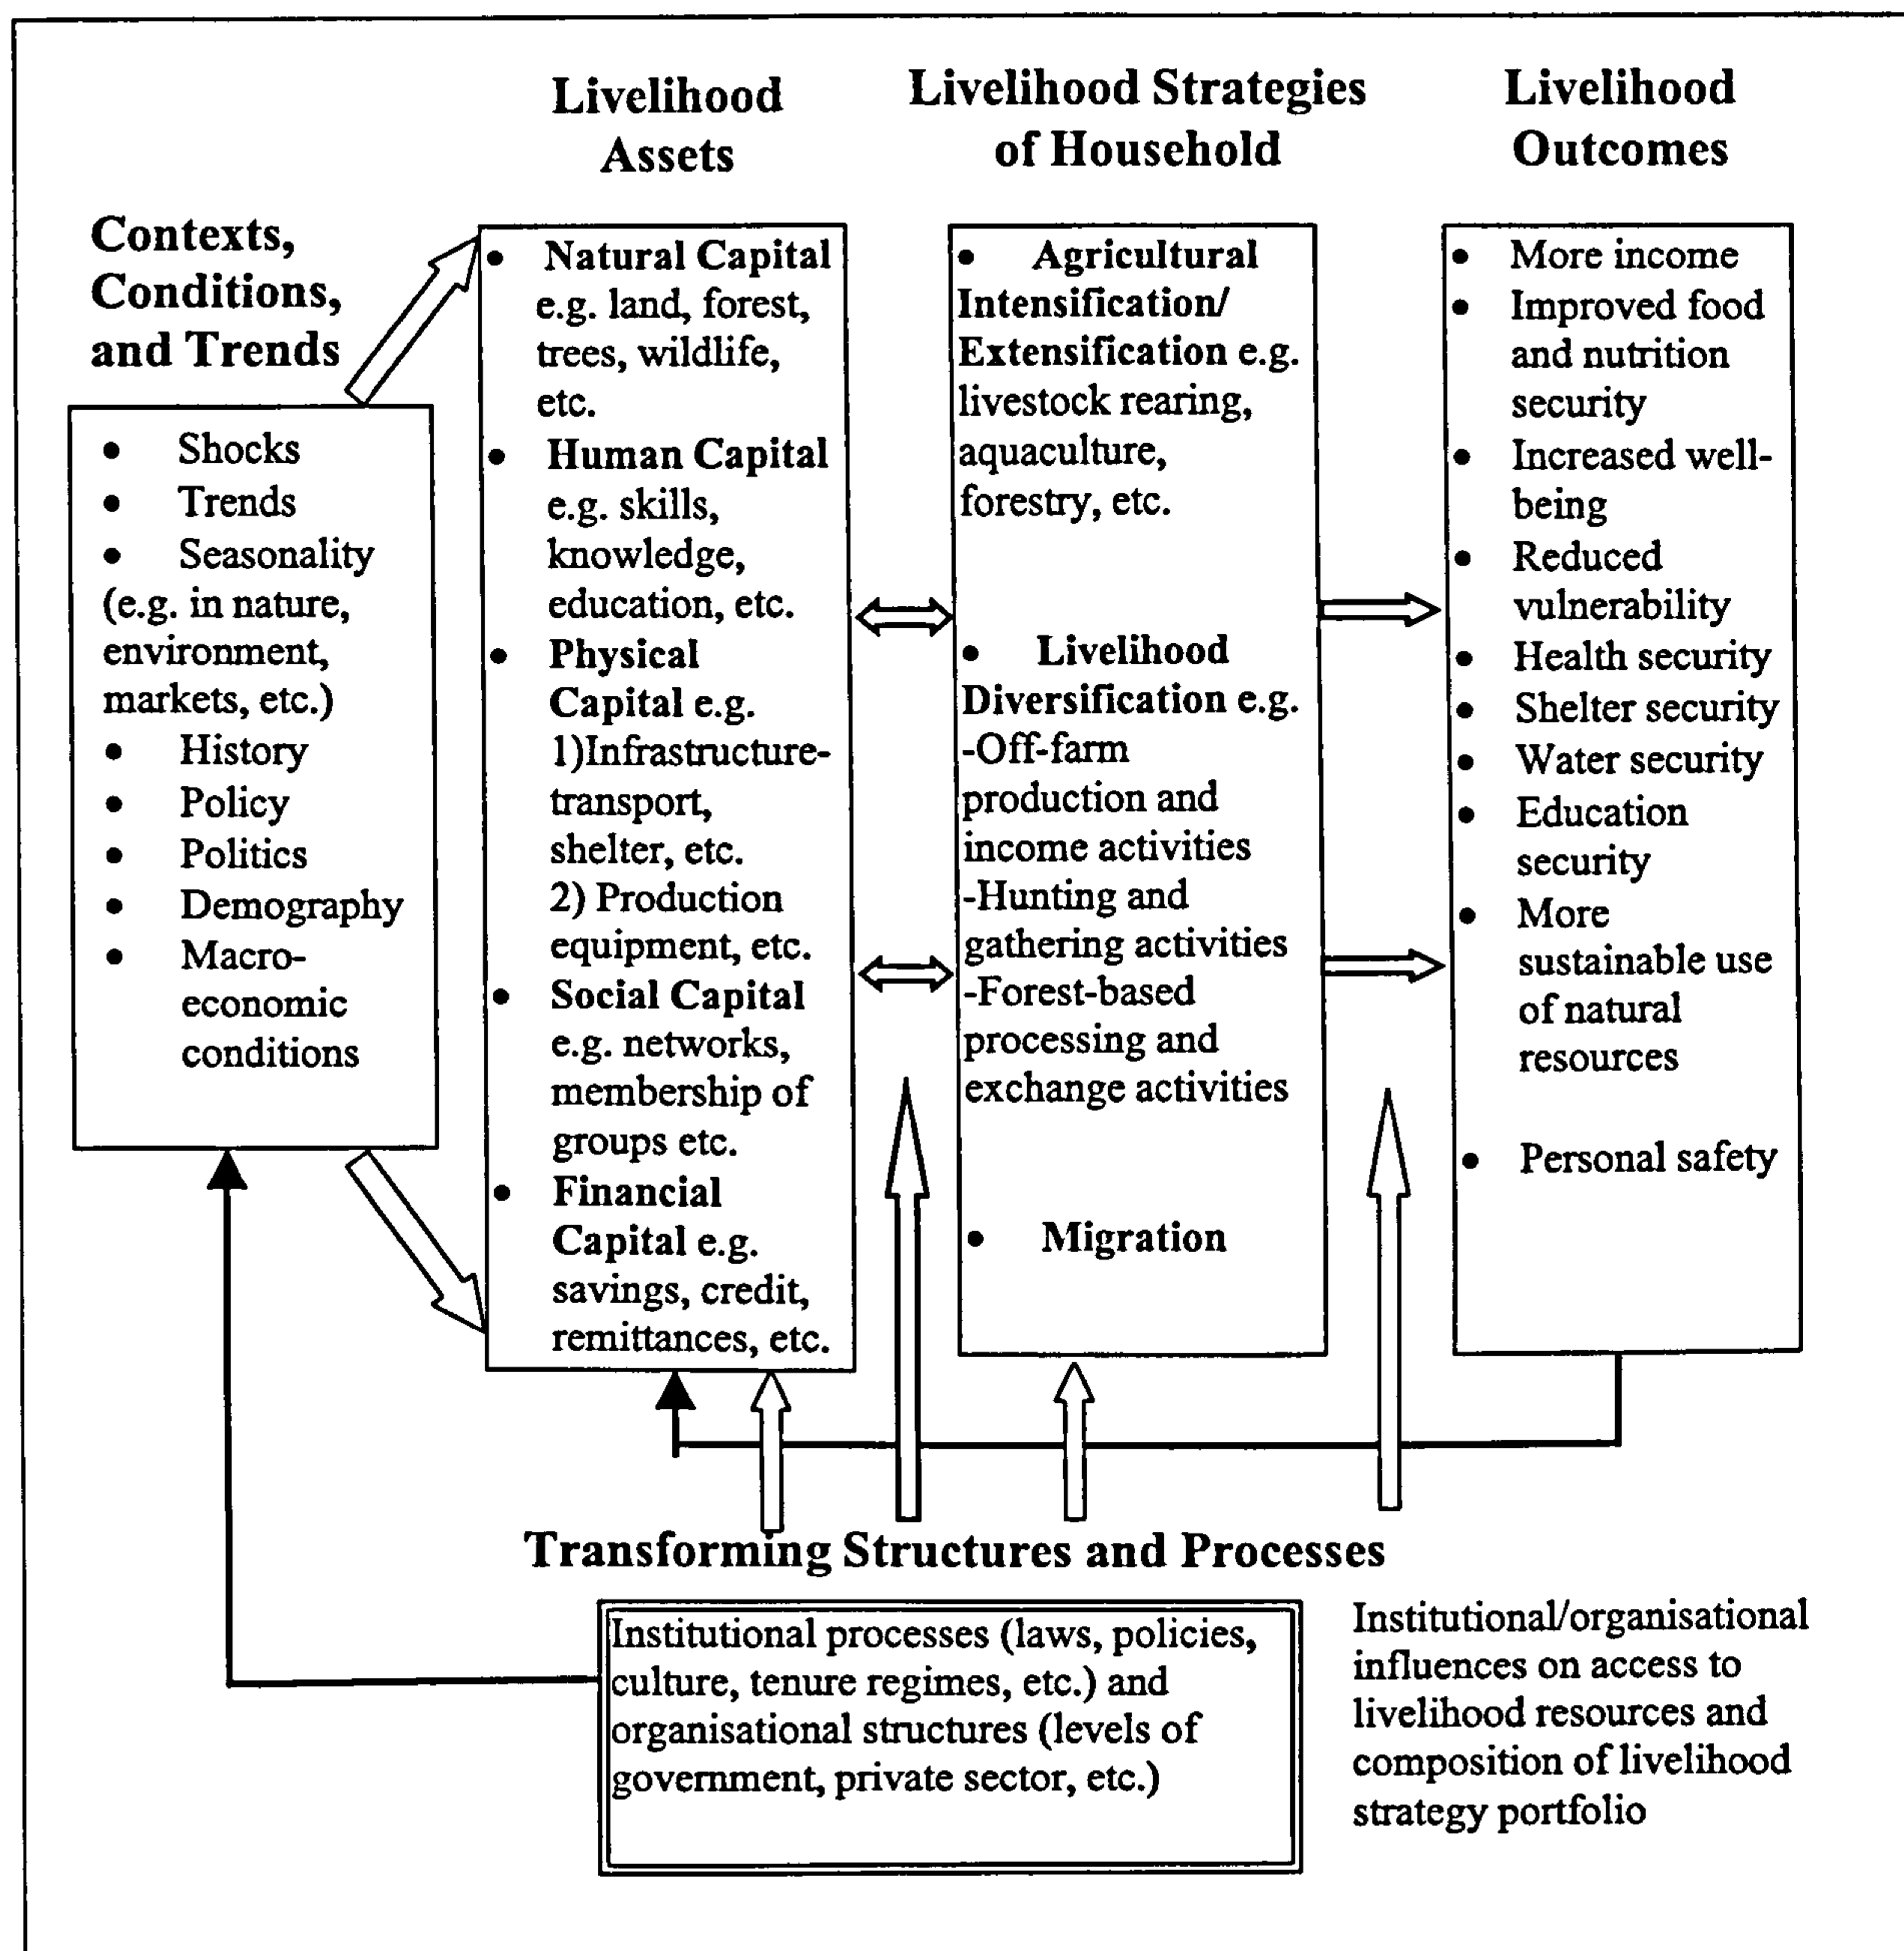 Livelihood
Assets
Livelihood Strategies
of Household
Livelihood
Outcomes
Contexts,
Conditions,
and Trends
• Shocks
• Trends
• Seasonality
(e.g. in nature,
environment,
markets, etc.)
• History
• Policy
• Politics
• Demography
• Macro-
economic
conditions
• Natural Capital
e.g. land, forest,
trees, wildlife,
etc.
• Human Capital
e.g. skills,
knowledge,
education, etc.
• Physical
Capital e.g.
1)Infrastructure-
transport,
shelter, etc.
2) Production
equipment, etc.
• Social Capital
e.g. networks,
membership of
groups etc.
• Financial
Capital e.g.
savings, credit,
remittances, etc.
• Agricultural
Intensification/
Extensification e.g.
livestock rearing,
aquaculture,
forestry, etc.
• Livelihood
Diversification e.g.
-Off-farm
production and
income activities
-Hunting and
gathering activities
-Forest-based
processing and
exchange activities
• Migration
• More income
• Improved food
and nutrition
security
• Increased well-
being
• Reduced
vulnerability
• Health security
• Shelter security
• Water security
• Education
security
• More
sustainable use
of natural
resources
• Personal safety
Transforming Structures and Processes
Institutional processes (laws, policies,
culture, tenure regimes, etc.) and
organisational structures (levels of
government, private sector, etc.)
Institutional/organisational
influences on access to
livelihood resources and
composition of livelihood
strategy portfolio